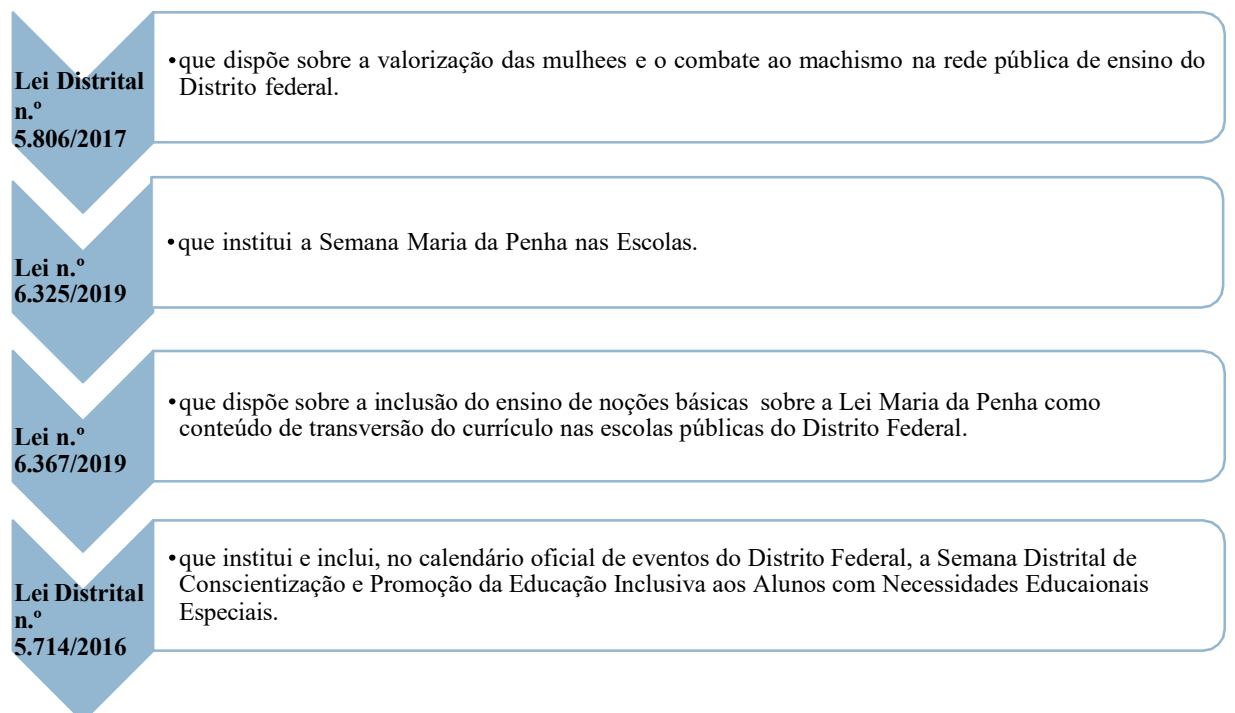 Lei Distrital
n.º
5.806/2017
•que dispõe sobre a valorização das mulhees e o combate ao machismo na rede pública de ensino do
Distrito federal.
Lei n.º
6.325/2019
•que institui a Semana Maria da Penha nas Escolas.
Lei n.º
6.367/2019
•que dispõe sobre a inclusão do ensino de noções básicas sobre a Lei Maria da Penha como
conteúdo de transversão do currículo nas escolas públicas do Distrito Federal.
Lei Distrital
n.º
5.714/2016
•que institui e inclui, no calendário oficial de eventos do Distrito Federal, a Semana Distrital de
Conscientização e Promoção da Educação Inclusiva aos Alunos com Necessidades Educaionais
Especiais.